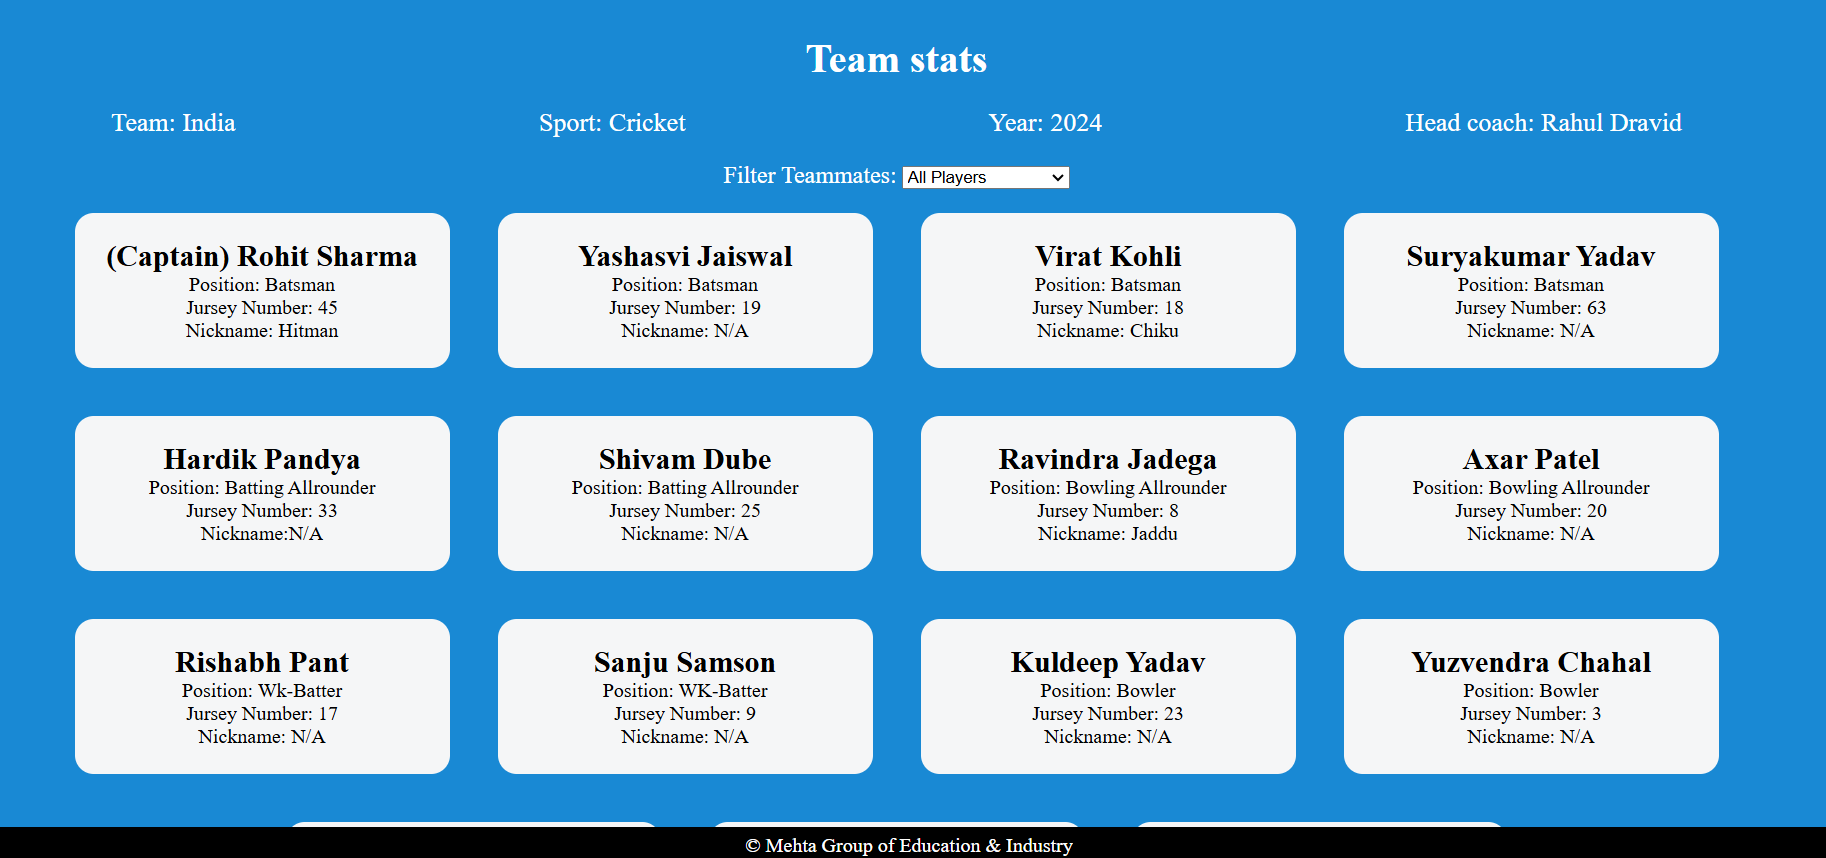 Team stats
Team: India
Sport: Cricket
Year: 2024
Head coach: Rahul Dravid
Filter Teammates: All Players
(Captain) Rohit Sharma
Position: Batsman
Jursey Number: 45
Nickname: Hitman
Yashasvi Jaiswal
Position: Batsman
Jursey Number: 19
Nickname: N/A
Virat Kohli
Position: Batsman
Jursey Number: 18
Nickname: Chiku
Suryakumar Yadav
Position: Batsman
Jursey Number: 63
Nickname: N/A
Hardik Pandya
Position: Batting Allrounder
Jursey Number: 33
Nickname:N/A
Shivam Dube
Position: Batting Allrounder
Jursey Number: 25
Nickname: N/A
Ravindra Jadega
Position: Bowling Allrounder
Jursey Number: 8
Nickname: Jaddu
Axar Patel
Position: Bowling Allrounder
Jursey Number: 20
Nickname: N/A
Rishabh Pant
Position: Wk-Batter
Jursey Number: 17
Nickname: N/A
Sanju Samson
Position: WK-Batter
Jursey Number: 9
Nickname: N/A
Kuldeep Yadav
Position: Bowler
Jursey Number: 23
Nickname: N/A
Yuzvendra Chahal
Position: Bowler
Jursey Number: 3
Nickname: N/A
© Mehta Group of Education & Industry